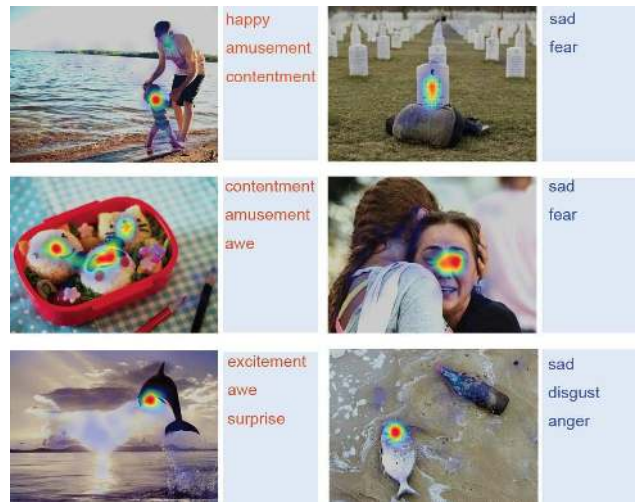 happy
amusement
contentment
sad
fear
contentment
amusement
awe
sad
fear
excitement
awe
surprise
sad
disgust
anger